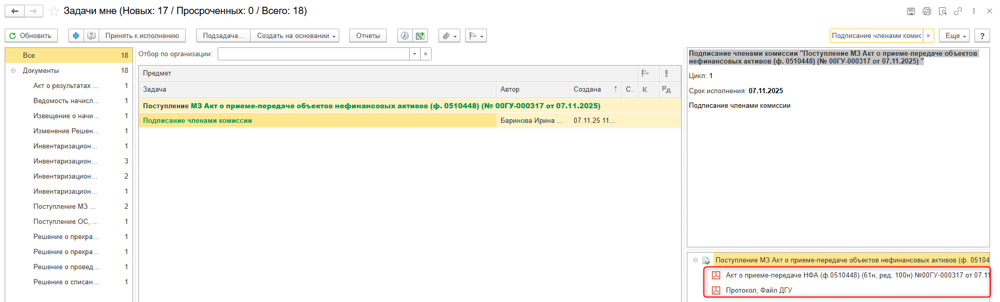 Задачи мне (Новых: 17 / Просроченных: 0 / Всего: 18)
Обновить
Принять к исполнению
Подзадача...
Создать на основании
Отчеты
Подписание членами комис
×
Еще
?
Все 18
Документы 18
Акт о результатах ... 1
Ведомость начисл... 1
Извещение о начи... 1
Изменение Решен... 1
Инвентаризацион... 1
Инвентаризацион... 3
Инвентаризацион... 2
Инвентаризацион... 1
Поступление МЗ ... 2
Поступление ОС, ... 1
Решение о прекра... 1
Решение о прекра... 1
Решение о провед... 1
Решение о списан... 1
Отбор по организации:
Предмет
Задача Автор Создана ↑ С.. К Рд
Поступление МЗ Акт о приеме-передаче объектов нефинансовых активов (ф. 0510448) (№ 00ГУ-000317 от 07.11.2025)
Подписание членами комиссии Баринова Ирина ... 07.11.25 11...
Подписание членами комиссии "Поступление МЗ Акт о приеме-передаче объектов
нефинансовых активов (ф. 0510448) (№ 00ГУ-000317 от 07.11.2025) "
Цикл: 1
Срок исполнения: 07.11.2025
Подписание членами комиссии
Поступление МЗ Акт о приеме-передаче объектов нефинансовых активов (ф. 05104
Акт о приеме-передаче НФА (ф.0510448) (61н, ред. 100н) №00ГУ-000317 от 07.11
Протокол, Файл ДГУ